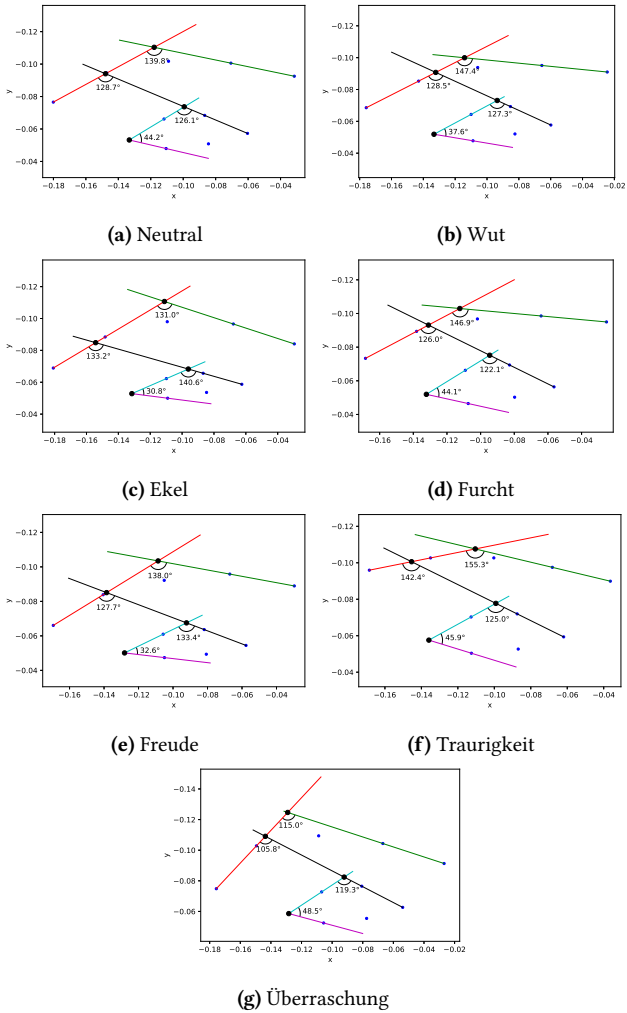 −0.12
−0.10
−0.08
−0.06
−0.04
y
139.8°
128.7°
126.1°
44.2°
−0.18 −0.16 −0.14 −0.12 −0.10 −0.08 −0.06 −0.04
x
(a) Neutral
−0.12
−0.10
−0.08
−0.06
−0.04
y
147.4°
128.5°
127.3°
37.6°
−0.18 −0.16 −0.14 −0.12 −0.10 −0.08 −0.06 −0.04 −0.02
x
(b) Wut
−0.12
−0.10
−0.08
−0.06
−0.04
y
131.0°
133.2°
140.6°
30.8°
−0.18 −0.16 −0.14 −0.12 −0.10 −0.08 −0.06 −0.04
x
(c) Ekel
−0.12
−0.10
−0.08
−0.06
−0.04
y
146.9°
126.0°
122.1°
44.1°
−0.16 −0.14 −0.12 −0.10 −0.08 −0.06 −0.04
x
(d) Furcht
−0.12
−0.10
−0.08
−0.06
−0.04
y
138.0°
127.7°
133.4°
32.6°
−0.16 −0.14 −0.12 −0.10 −0.08 −0.06 −0.04
x
(e) Freude
−0.12
−0.10
−0.08
−0.06
−0.04
y
155.3°
142.4°
125.0°
45.9°
−0.16 −0.14 −0.12 −0.10 −0.08 −0.06 −0.04
x
(f) Traurigkeit
−0.14
−0.12
−0.10
−0.08
−0.06
y
115.0°
105.8°
119.3°
48.5°
−0.18 −0.16 −0.14 −0.12 −0.10 −0.08 −0.06 −0.04 −0.02
x
(g) Überraschung